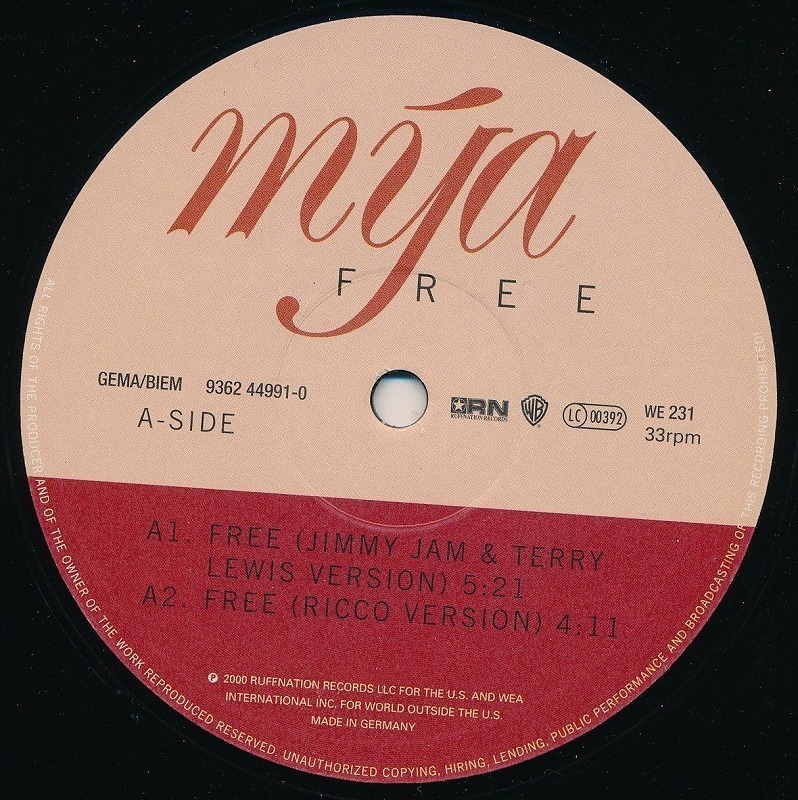 mýa
FREE
GEMA/BIEM 9362 44991-0
A-SIDE
RN
RUFFNATION RECORDS
WB
LC 00392
WE 231
33rpm
A1. FREE (JIMMY JAM & TERRY
LEWIS VERSION) 5:21
A2. FREE (RICCO VERSION) 4:11
℗ 2000 RUFFNATION RECORDS LLC FOR THE U.S. AND WEA
INTERNATIONAL INC. FOR WORLD OUTSIDE THE U.S.
MADE IN GERMANY
ALL RIGHTS OF THE PRODUCER AND OF THE OWNER OF THE WORK REPRODUCED RESERVED. UNAUTHORIZED COPYING, HIRING, LENDING, PUBLIC PERFORMANCE AND BROADCASTING OF THIS RECORDING PROHIBITED!